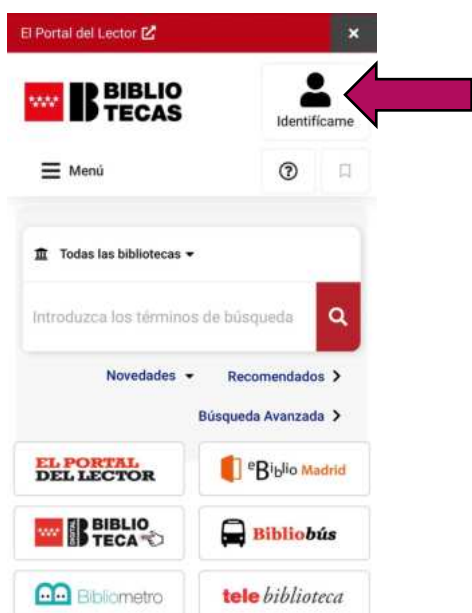 El Portal del Lector
BIBLIO
TECAS
Identifícame
Menú
Todas las bibliotecas
Introduzca los términos de búsqueda
Novedades
Recomendados
Búsqueda Avanzada
EL PORTAL
DEL LECTOR
eBiblio Madrid
DIGITAL
BIBLIO
TECA
Bibliobús
Bibliometro
tele biblioteca